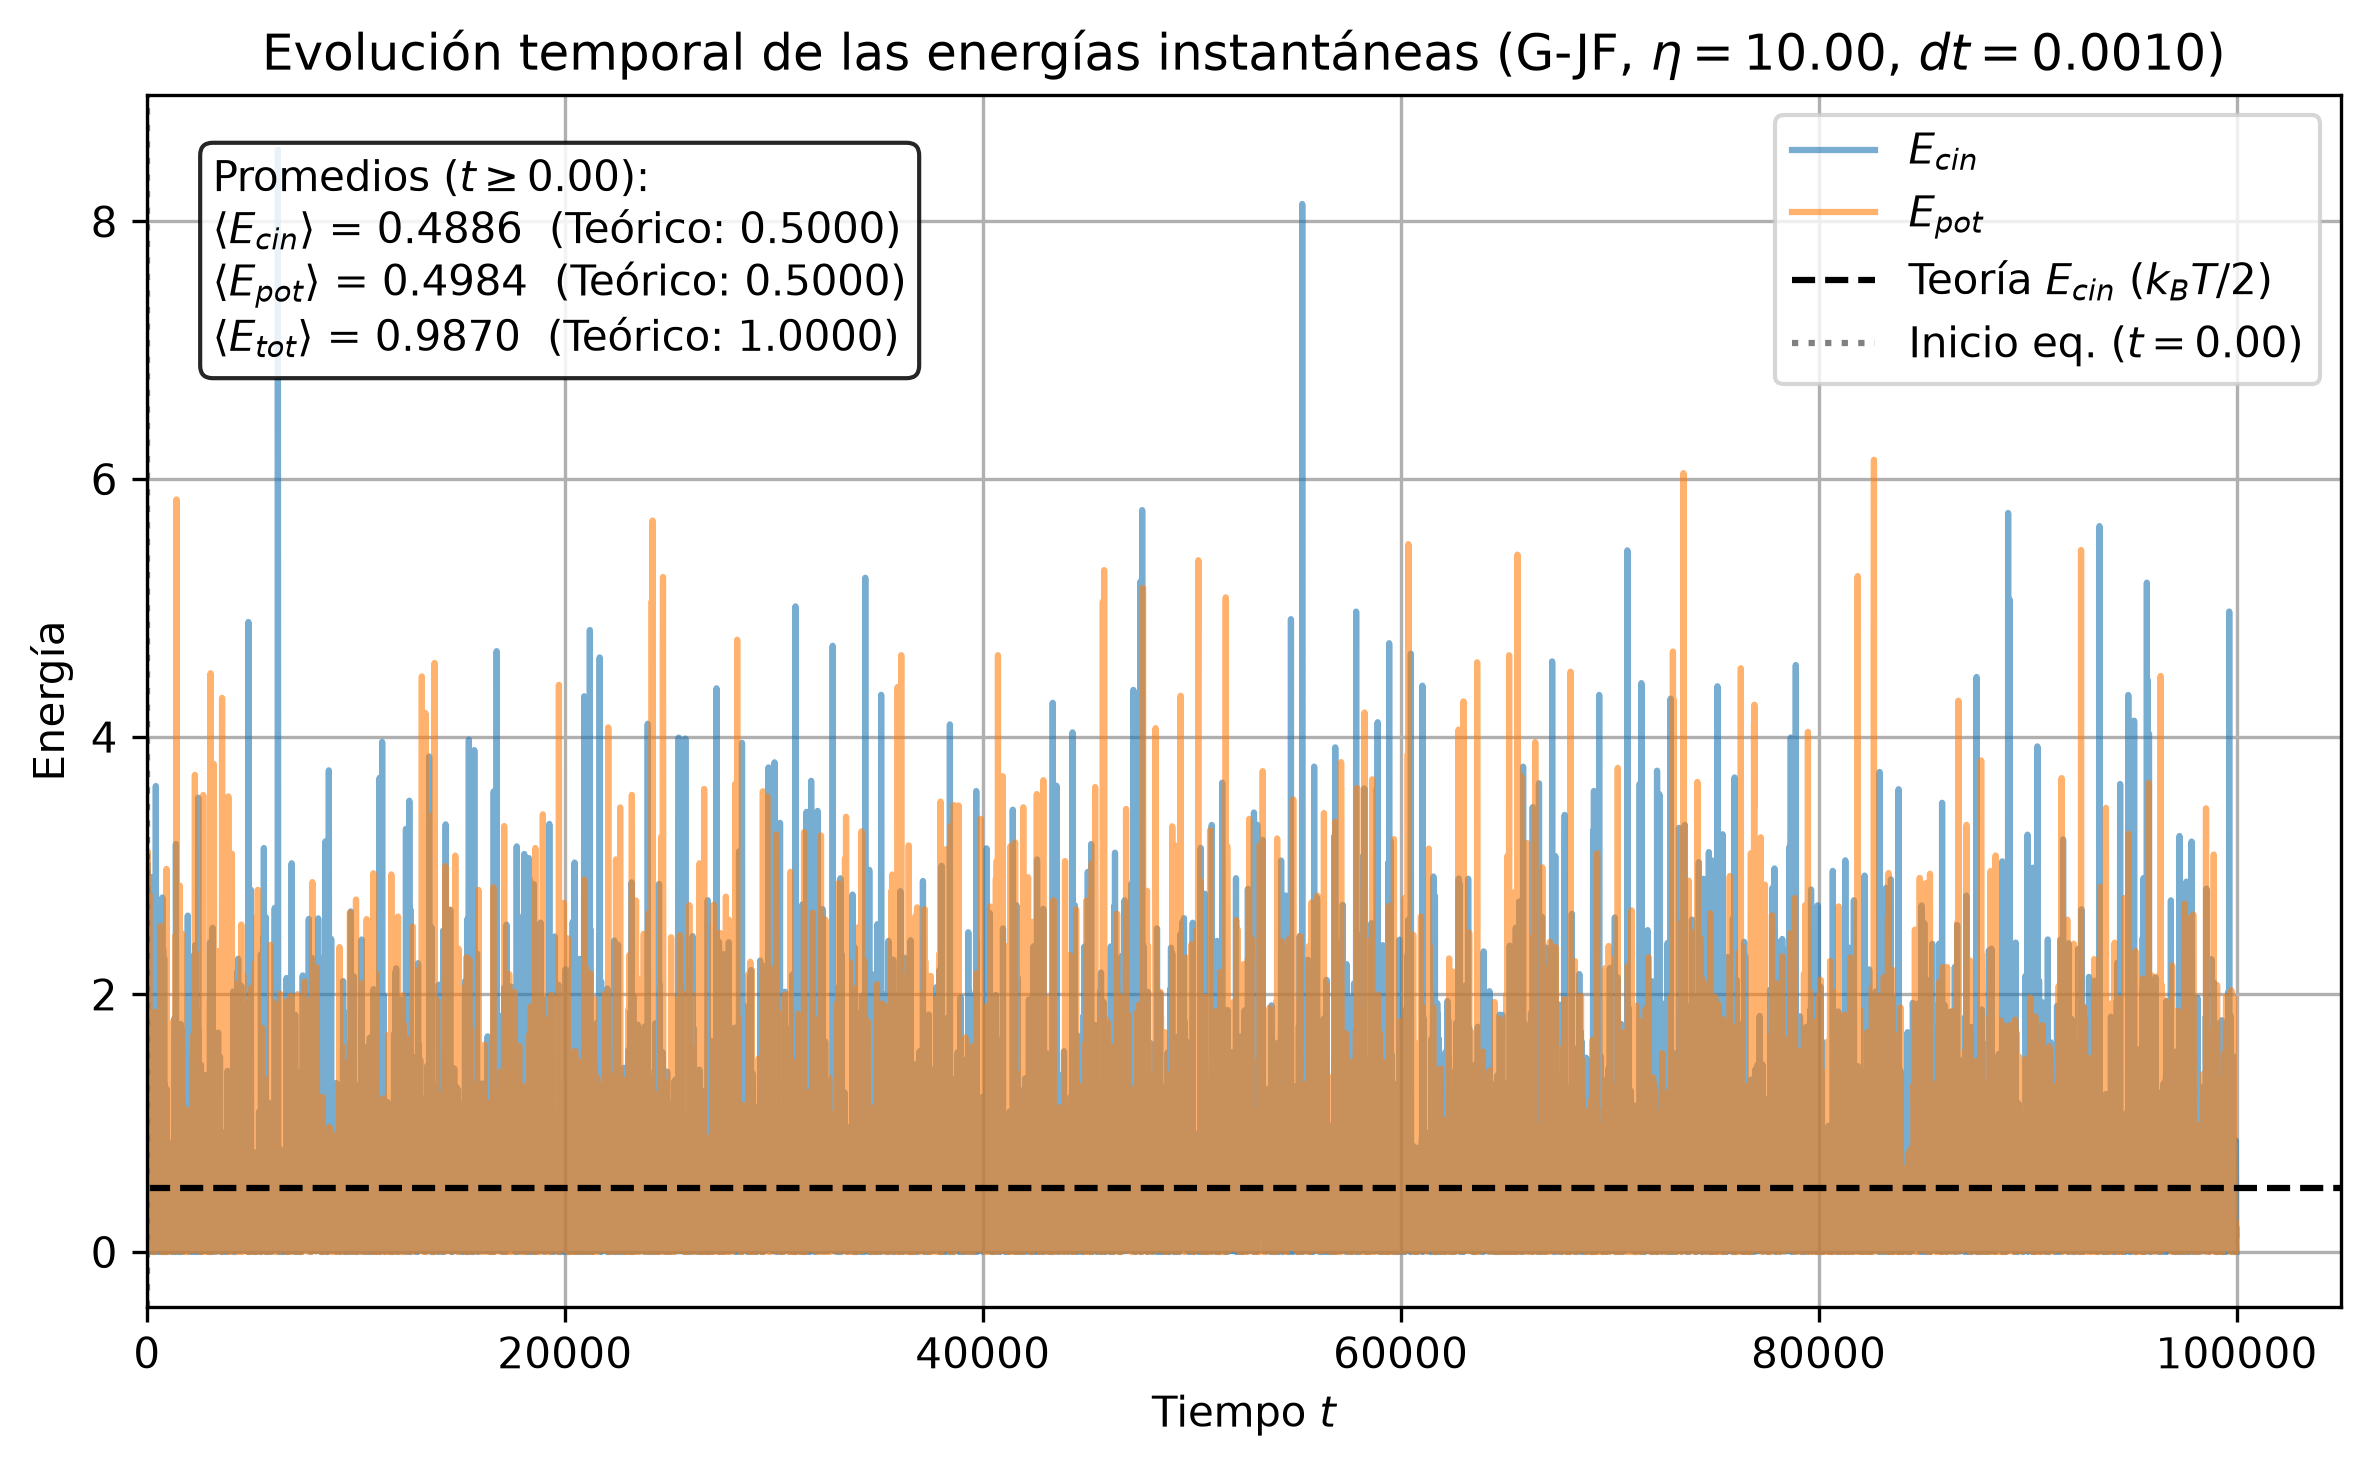 Evolución temporal de las energías instantáneas (G-JF, η = 10.00, dt = 0.0010)
Promedios (t ≥ 0.00):
⟨E_cin⟩ = 0.4886 (Teórico: 0.5000)
⟨E_pot⟩ = 0.4984 (Teórico: 0.5000)
⟨E_tot⟩ = 0.9870 (Teórico: 1.0000)
E_cin
E_pot
Teoría E_cin (k_BT/2)
Inicio eq. (t = 0.00)
Energía
8
6
4
2
0
0 20000 40000 60000 80000 100000
Tiempo t